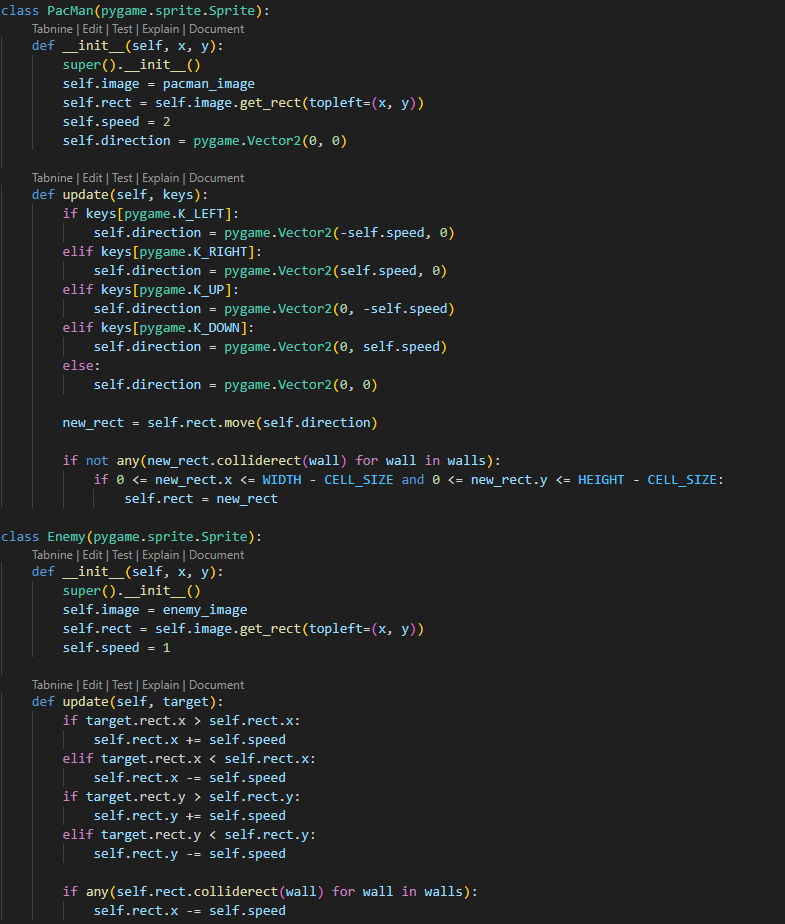 class PacMan(pygame.sprite.Sprite):
    Tabnine | Edit | Test | Explain | Document
    def __init__(self, x, y):
        super().__init__()
        self.image = pacman_image
        self.rect = self.image.get_rect(topleft=(x, y))
        self.speed = 2
        self.direction = pygame.Vector2(0, 0)

    Tabnine | Edit | Test | Explain | Document
    def update(self, keys):
        if keys[pygame.K_LEFT]:
            self.direction = pygame.Vector2(-self.speed, 0)
        elif keys[pygame.K_RIGHT]:
            self.direction = pygame.Vector2(self.speed, 0)
        elif keys[pygame.K_UP]:
            self.direction = pygame.Vector2(0, -self.speed)
        elif keys[pygame.K_DOWN]:
            self.direction = pygame.Vector2(0, self.speed)
        else:
            self.direction = pygame.Vector2(0, 0)

        new_rect = self.rect.move(self.direction)

        if not any(new_rect.colliderect(wall) for wall in walls):
            if 0 <= new_rect.x <= WIDTH - CELL_SIZE and 0 <= new_rect.y <= HEIGHT - CELL_SIZE:
                self.rect = new_rect

class Enemy(pygame.sprite.Sprite):
    Tabnine | Edit | Test | Explain | Document
    def __init__(self, x, y):
        super().__init__()
        self.image = enemy_image
        self.rect = self.image.get_rect(topleft=(x, y))
        self.speed = 1

    Tabnine | Edit | Test | Explain | Document
    def update(self, target):
        if target.rect.x > self.rect.x:
            self.rect.x += self.speed
        elif target.rect.x < self.rect.x:
            self.rect.x -= self.speed
        if target.rect.y > self.rect.y:
            self.rect.y += self.speed
        elif target.rect.y < self.rect.y:
            self.rect.y -= self.speed

        if any(self.rect.colliderect(wall) for wall in walls):
            self.rect.x -= self.speed